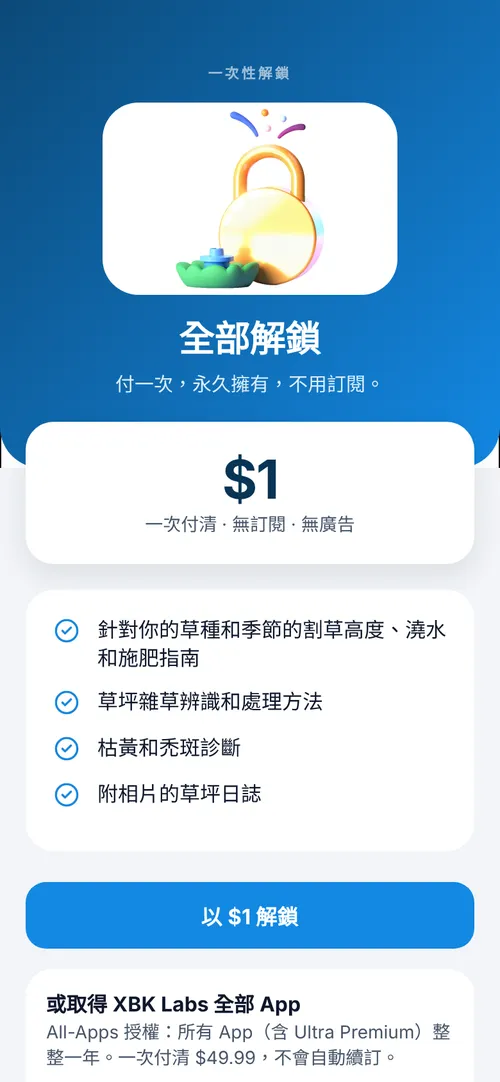 一次性解鎖
全部解鎖
付一次，永久擁有，不用訂閱。
$1
一次付清 · 無訂閱 · 無廣告
針對你的草種和季節的割草高度、澆水
和施肥指南
草坪雜草辨識和處理方法
枯黃和禿斑診斷
附相片的草坪日誌
以 $1 解鎖
或取得 XBK Labs 全部 App
All-Apps 授權：所有 App（含 Ultra Premium）整
整一年。一次付清 $49.99，不會自動續訂。